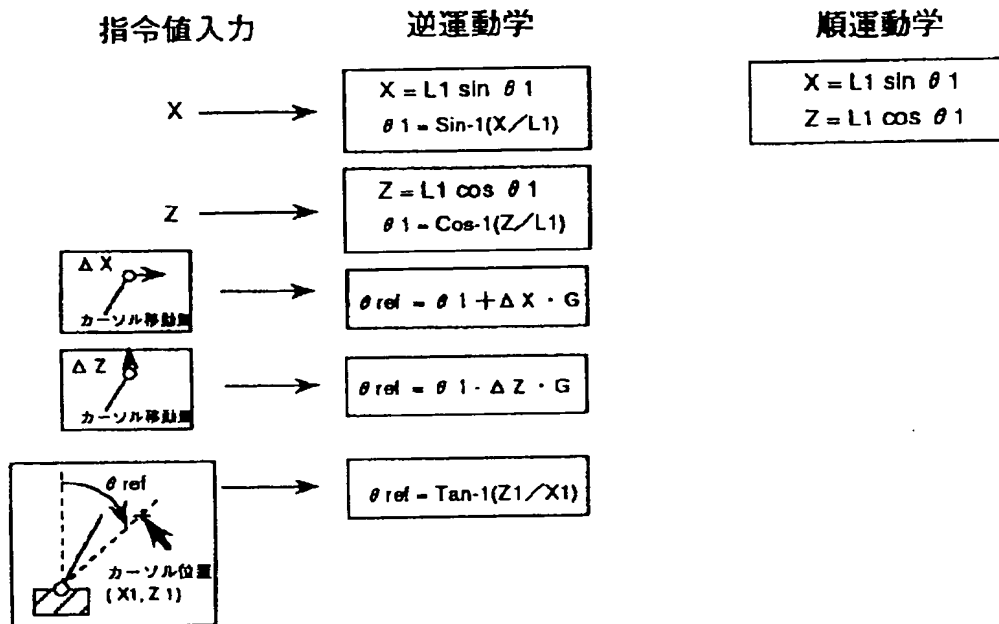 指令値入力
逆運動学
順運動学
X
X = L1 sin θ1
θ1 = Sin-1(X/L1)
X = L1 sin θ1
Z = L1 cos θ1
Z
Z = L1 cos θ1
θ1 = Cos-1(Z/L1)
ΔX
カーソル移動量
θref = θ1+ΔX・G
ΔZ
カーソル移動量
θref = θ1-ΔZ・G
θref
カーソル位置
(X1, Z1)
θref = Tan-1(Z1/X1)